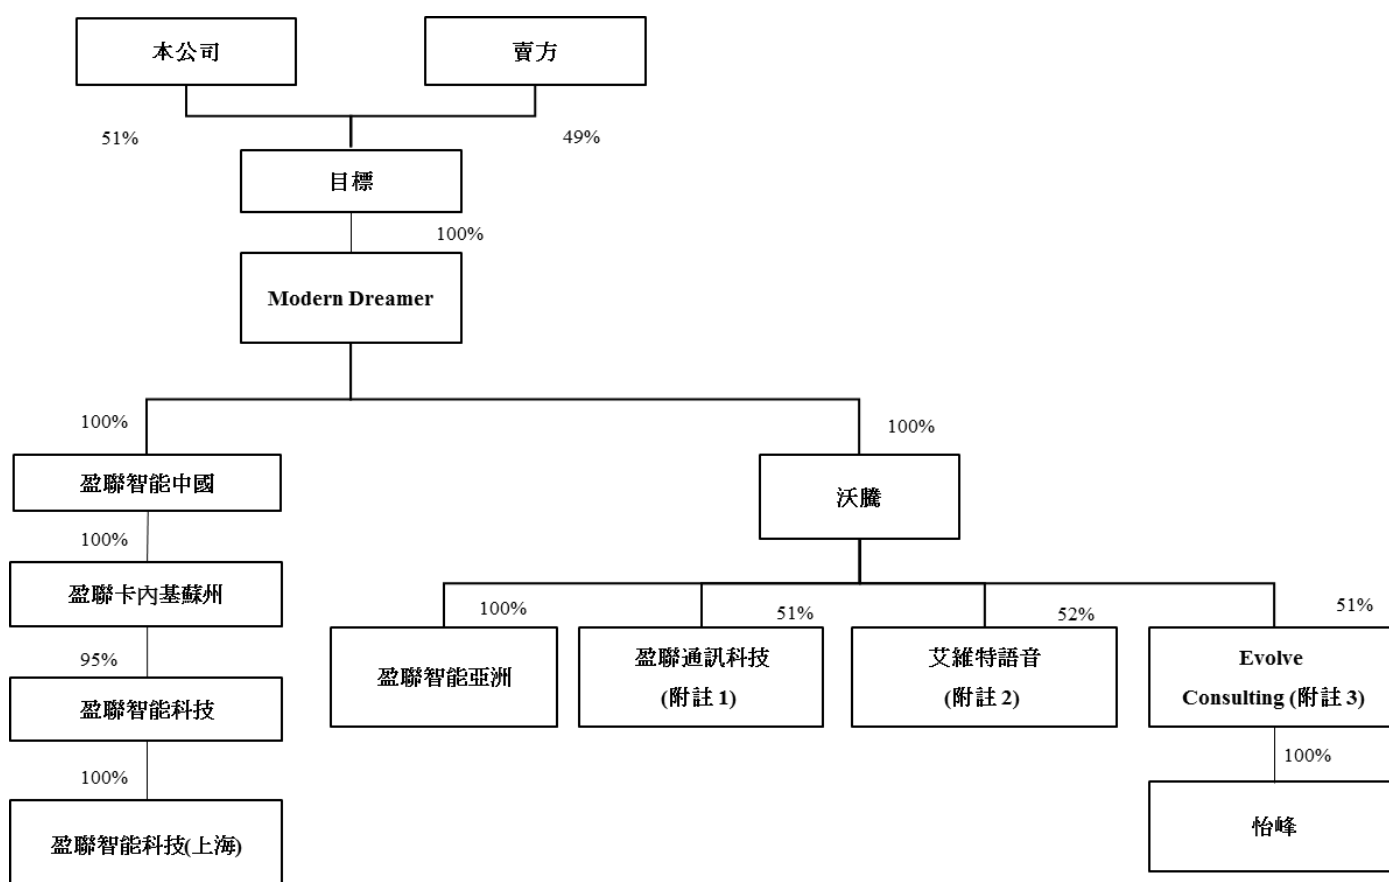 本公司
賣方
51%
49%
目標
100%
Modern Dreamer
100%
100%
盈聯智能中國
沃騰
100%
盈聯卡內基蘇州
100%
51%
52%
51%
95%
盈聯智能亞洲
盈聯通訊科技
(附註 1)
艾維特語音
(附註 2)
Evolve
Consulting (附註 3)
盈聯智能科技
100%
100%
盈聯智能科技(上海)
怡峰